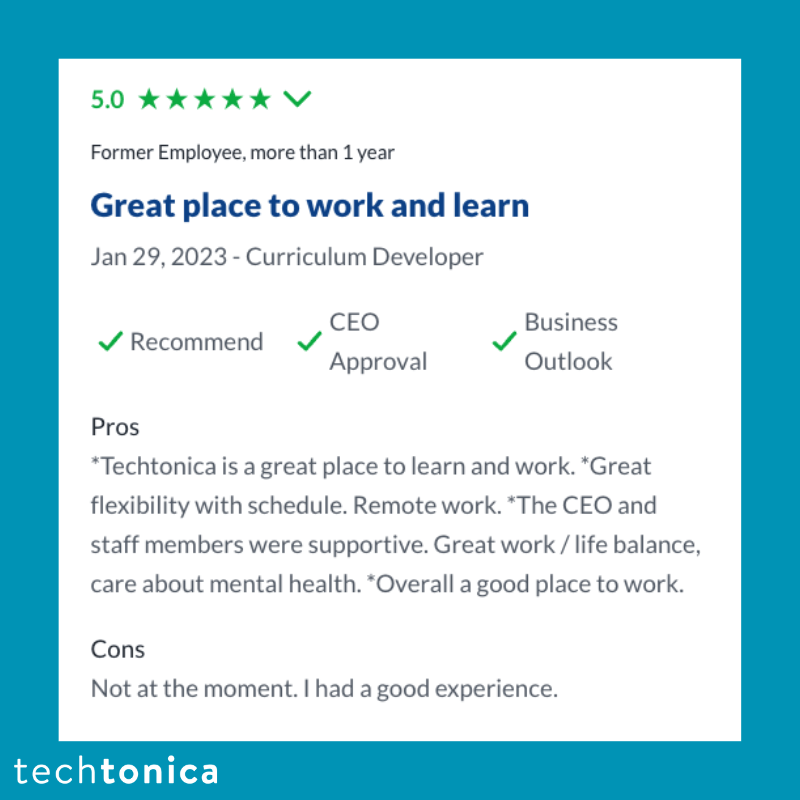 5.0
Former Employee, more than 1 year
Great place to work and learn
Jan 29, 2023 - Curriculum Developer
Recommend
CEO
Approval
Business
Outlook
Pros
*Techtonica is a great place to learn and work. *Great
flexibility with schedule. Remote work. *The CEO and
staff members were supportive. Great work / life balance,
care about mental health. *Overall a good place to work.
Cons
Not at the moment. I had a good experience.
techtonica